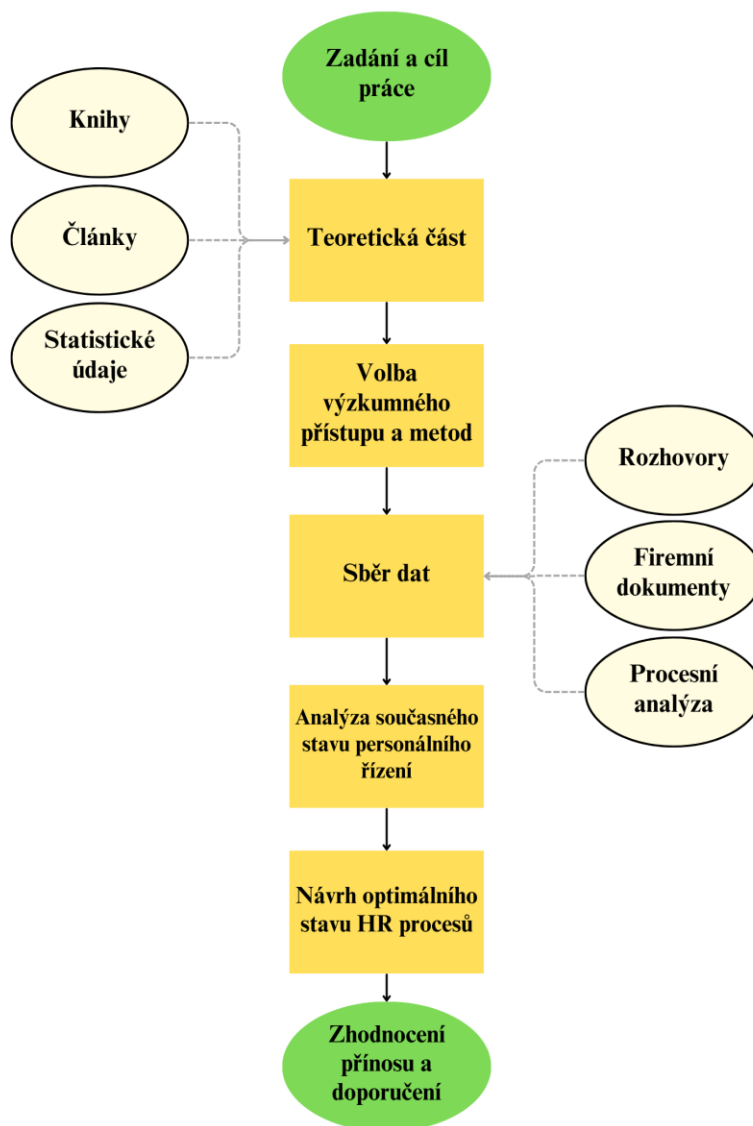 Zadání a cíl
práce
Knihy
Články
Statistické
údaje
Teoretická část
Volba
výzkumného
přístupu a metod
Sběr dat
Rozhovory
Firemní
dokumenty
Procesní
analýza
Analýza současného
stavu personálního
řízení
Návrh optimálního
stavu HR procesů
Zhodnocení
přínosu a
doporučení